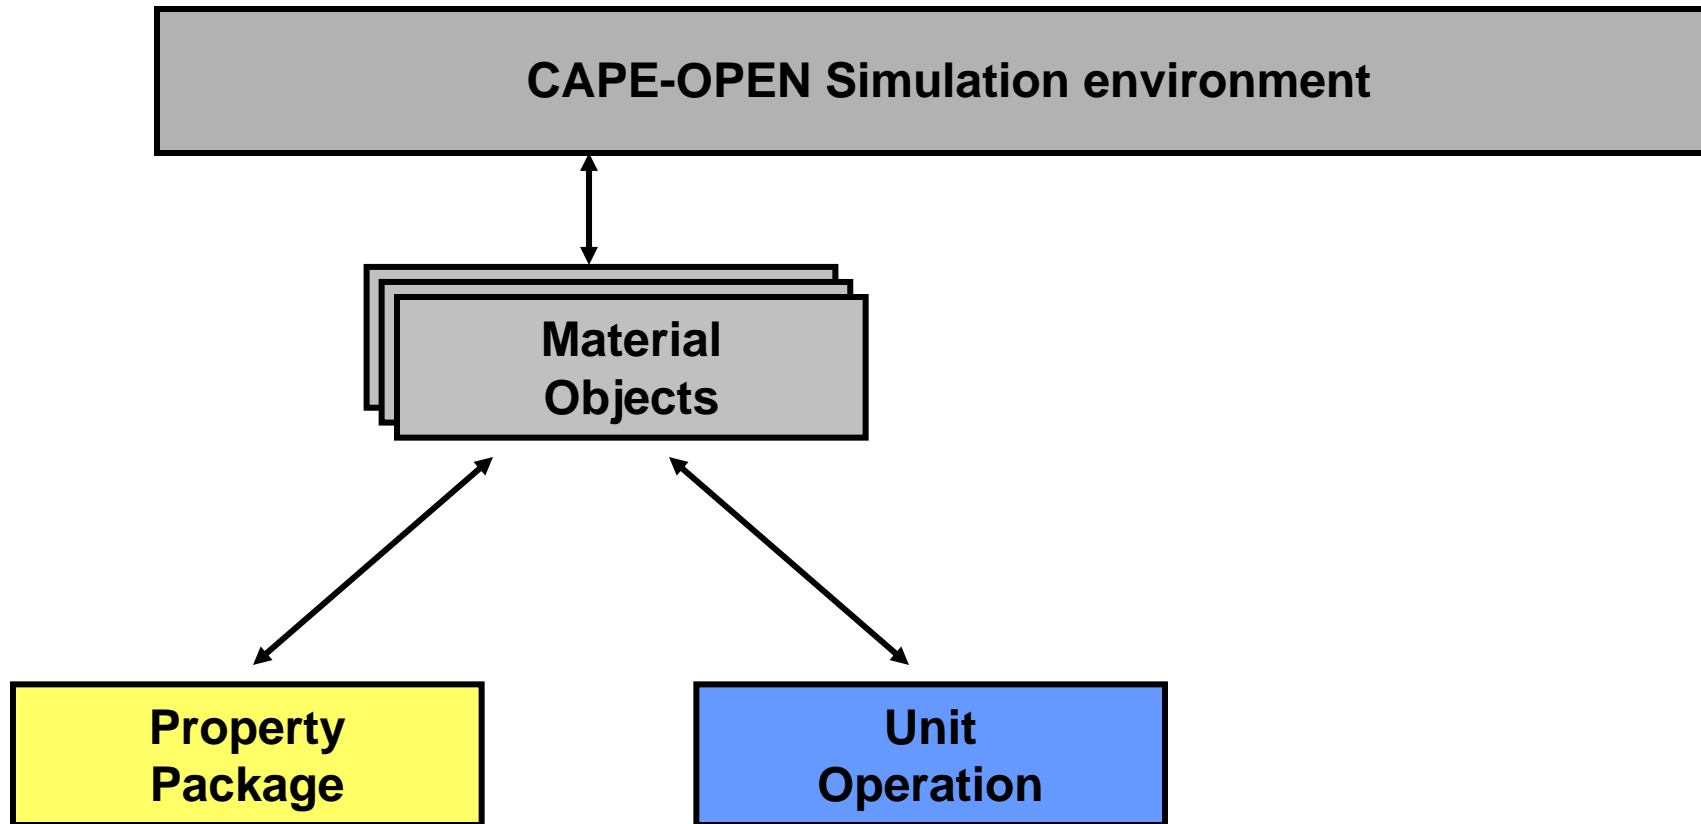 CAPE-OPEN Simulation environment
Material
Objects
Property
Package
Unit
Operation